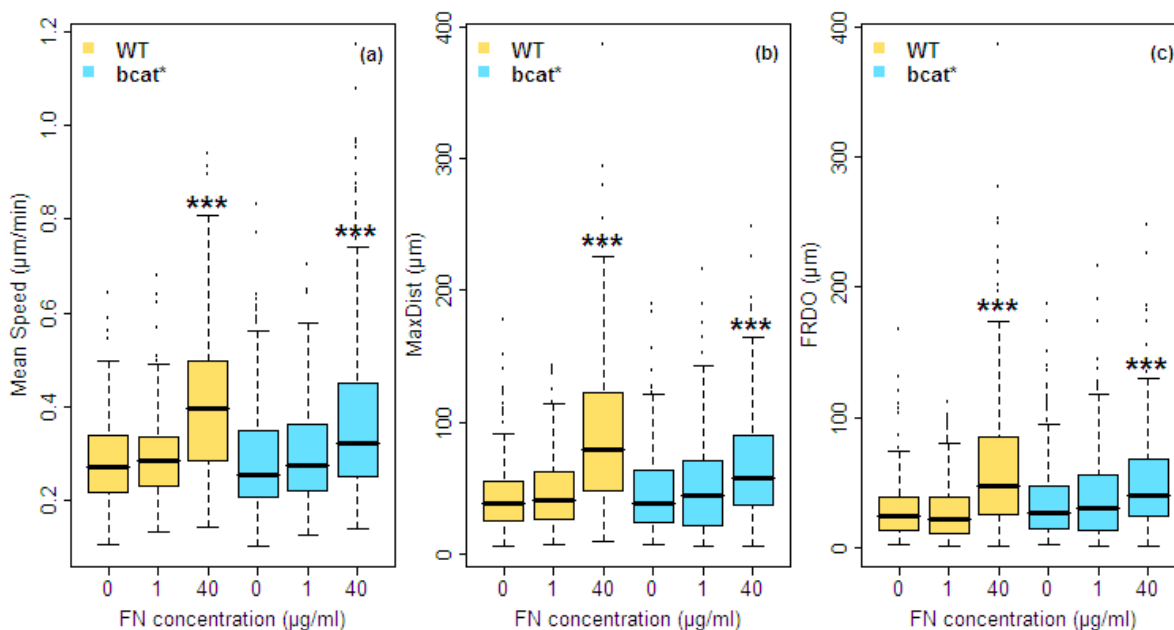 WT
bcat*
(a)
1.2
1.0
0.8
0.6
0.4
0.2
Mean Speed (µm/min)
***
***
0 1 40 0 1 40
FN concentration (µg/ml)
WT
bcat*
(b)
400
300
200
100
0
MaxDist (µm)
***
***
0 1 40 0 1 40
FN concentration (µg/ml)
WT
bcat*
(c)
400
300
200
100
0
FRDO (µm)
***
***
0 1 40 0 1 40
FN concentration (µg/ml)